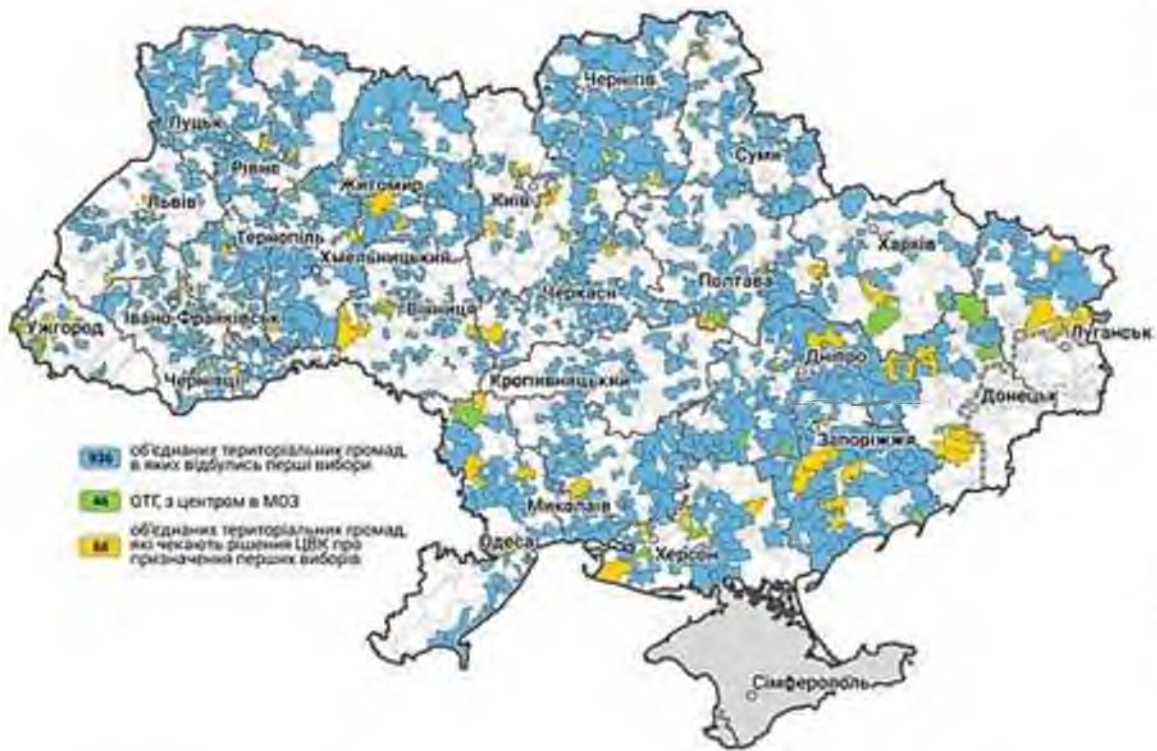 Чернігів
Луцьк
Суми
Рівне
Житомир
Київ
Львів
Харків
Тернопіль
Хмельницький
Полтава
Черкаси
Вінниця
Івано-Франківськ
Ужгород
Луганськ
Дніпро
Чернівці
Кропивницький
Донецьк
Запоріжжя
об'єднаних територіальних громад,
в яких відбулись перші вибори
ОТГ, з центром в МОЗ
Миколаїв
об'єднаних територіальних громад,
які чекають рішення ЦВК про
призначення перших виборів
Одеса
Херсон
Сімферополь